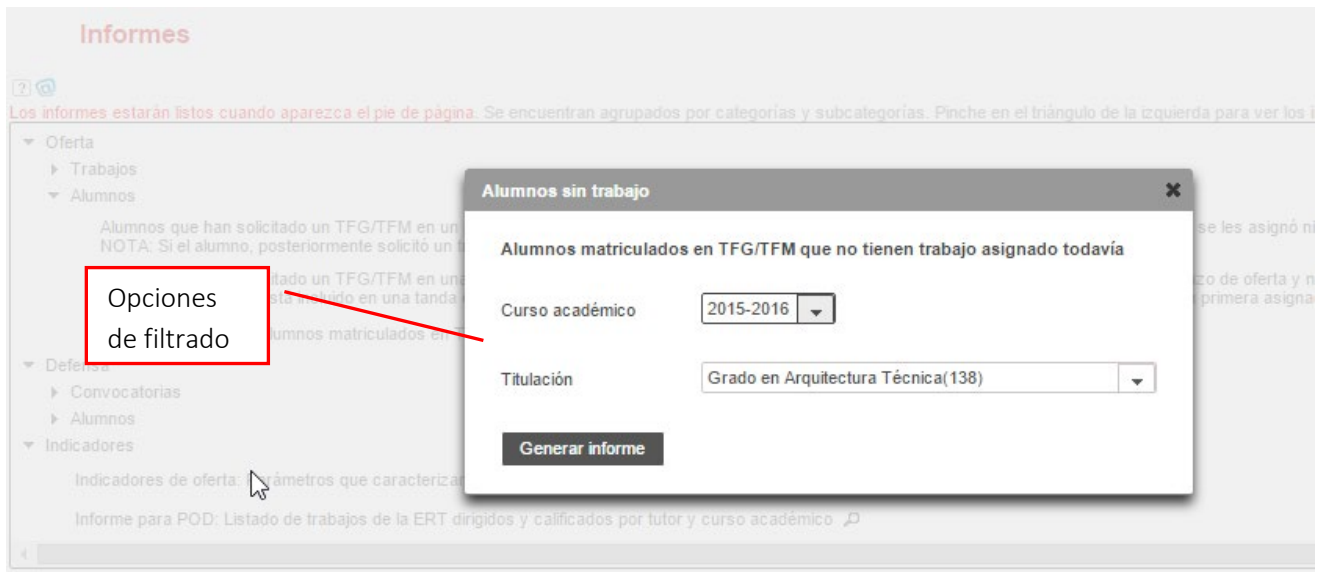 Informes
?
Los informes estarán listos cuando aparezca el pie de página. Se encuentran agrupados por categorías y subcategorías. Pinche en el triángulo de la izquierda para ver los
Oferta
Trabajos
Alumnos
Alumnos que han solicitado un TFG/TFM en un
se les asignó
NOTA: Si el alumno, posteriormente solicitó un
itado un TFG/TFM en una
zo de oferta y
está incluido en una tanda
primera
lumnos matriculados en
Defensa
Convocatorias
Alumnos
Indicadores
Indicadores de oferta: Parámetros que caracterizan
Informe para POD: Listado de trabajos de la ERT dirigidos y calificados por tutor y curso académico
Opciones
de filtrado
Alumnos sin trabajo
Alumnos matriculados en TFG/TFM que no tienen trabajo asignado todavía
Curso académico 2015-2016
Titulación Grado en Arquitectura Técnica(138)
Generar informe